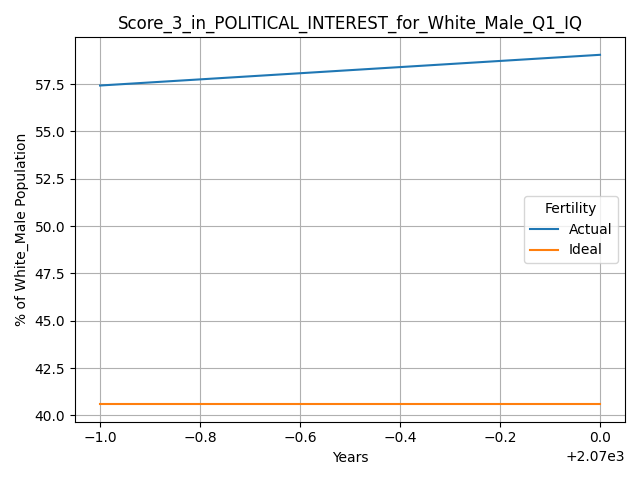 Score_3_in_POLITICAL_INTEREST_for_White_Male_Q1_IQ
% of White_Male Population
57.5
55.0
52.5
50.0
47.5
45.0
42.5
40.0
Fertility
Actual
Ideal
−1.0 −0.8 −0.6 −0.4 −0.2 0.0
+2.07e3
Years